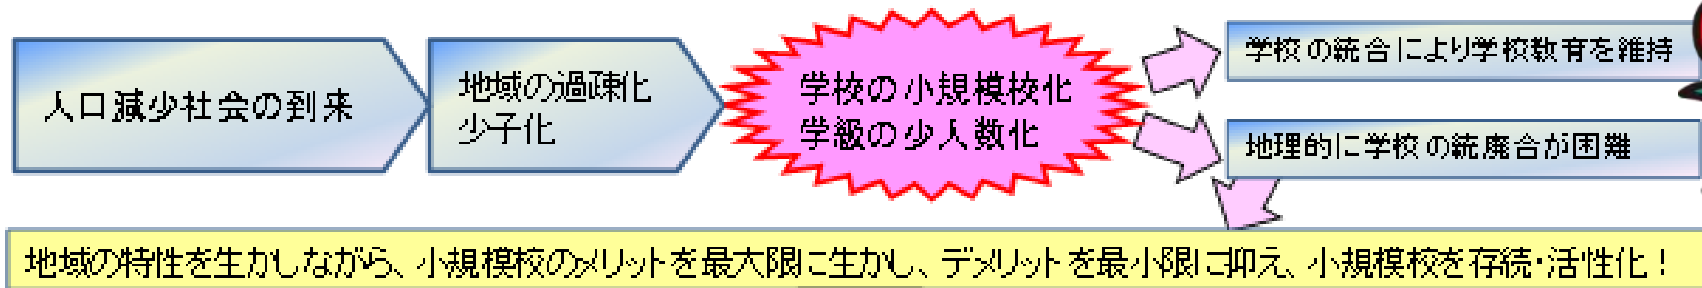 人口減少社会の到来
地域の過疎化
少子化
学校の小規模校化
学級の少人数化
学校の統合により学校教育を維持
地理的に学校の統廃合が困難
地域の特性を生かしながら、小規模校のメリットを最大限に生かし、デメリットを最小限に抑え、小規模校を存続・活性化！